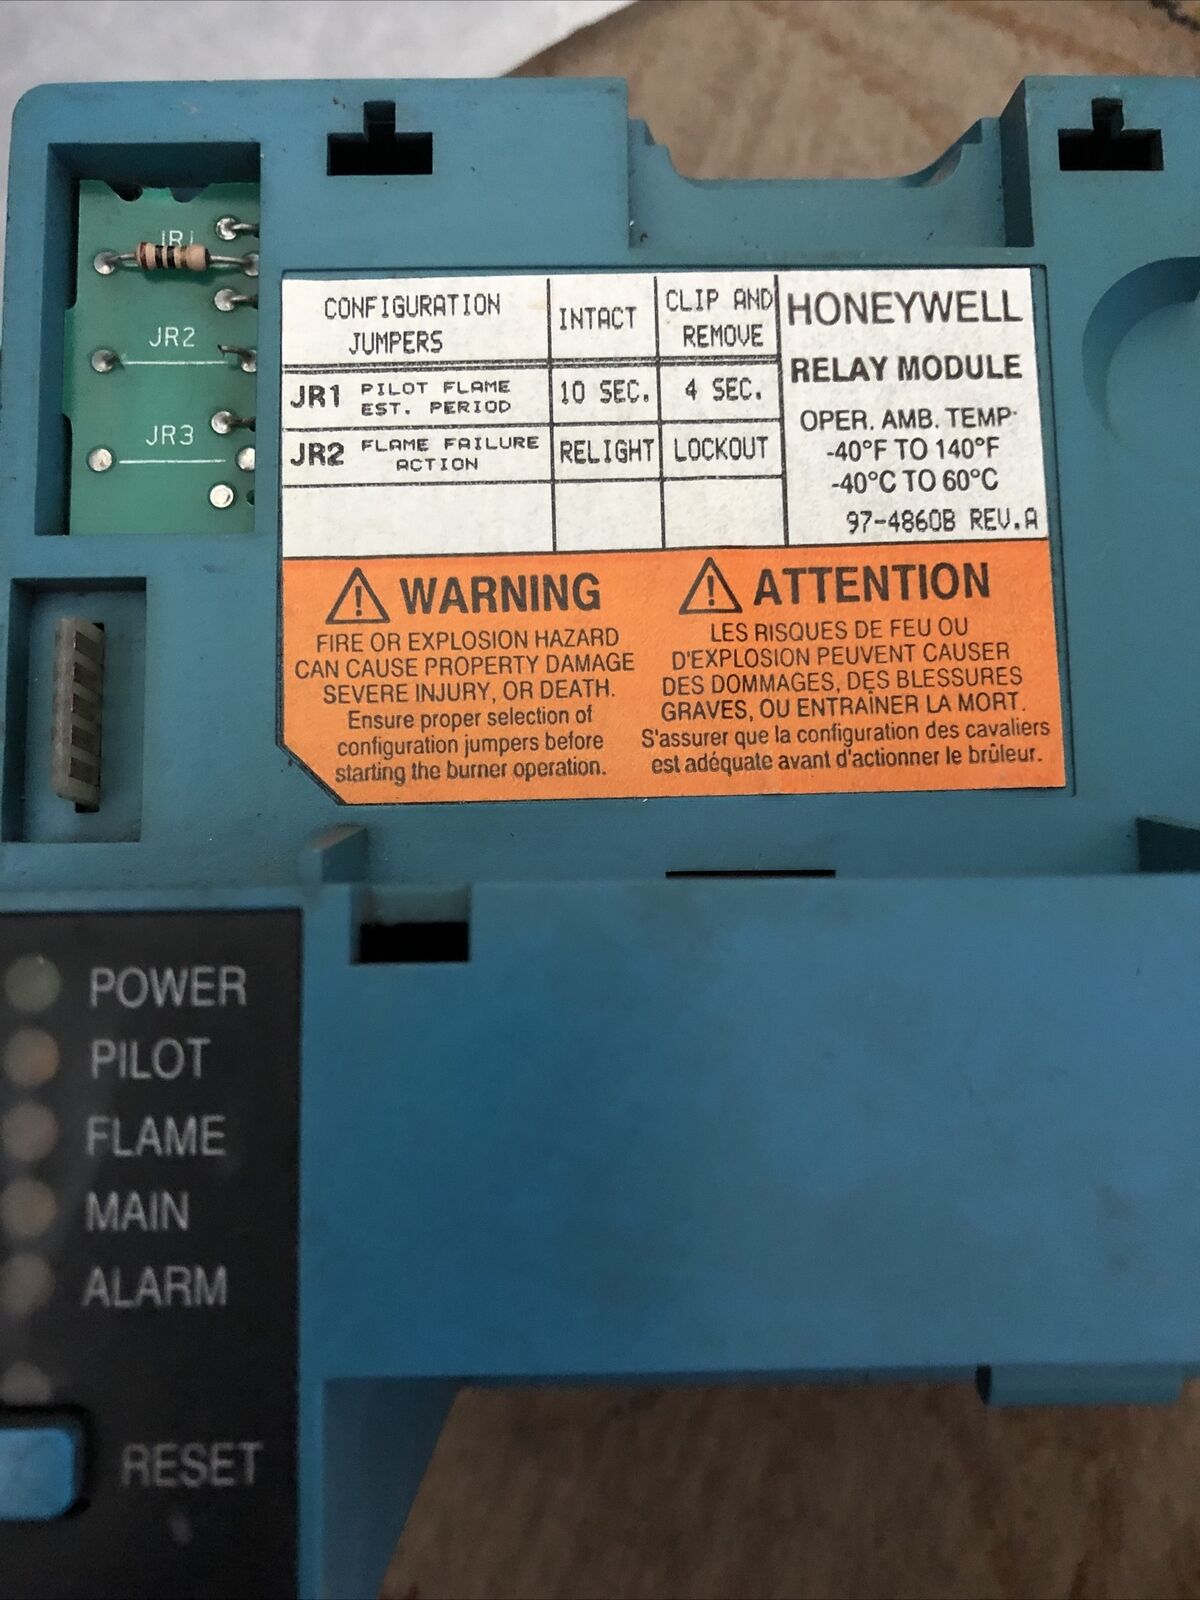 JR1
JR2
JR3
CONFIGURATION JUMPERS
INTACT
CLIP AND REMOVE
JR1 PILOT FLAME EST. PERIOD
10 SEC.
4 SEC.
JR2 FLAME FAILURE ACTION
RELIGHT
LOCKOUT
HONEYWELL
RELAY MODULE
OPER. AMB. TEMP.
-40°F TO 140°F
-40°C TO 60°C
97-4860B REV.A
WARNING
FIRE OR EXPLOSION HAZARD
CAN CAUSE PROPERTY DAMAGE
SEVERE INJURY, OR DEATH.
Ensure proper selection of
configuration jumpers before
starting the burner operation.
ATTENTION
LES RISQUES DE FEU OU
D'EXPLOSION PEUVENT CAUSER
DES DOMMAGES, DES BLESSURES
GRAVES, OU ENTRAÎNER LA MORT.
S'assurer que la configuration des cavaliers
est adéquate avant d'actionner le brûleur.
POWER
PILOT
FLAME
MAIN
ALARM
RESET